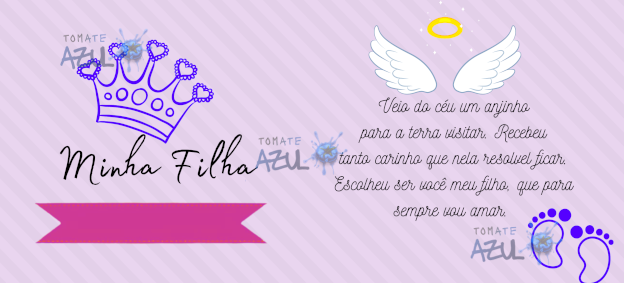 TOMATE
AZUL
Minha Filha
TOMATE
AZUL
Veio do céu um anjinho
para a terra visitar. Recebeu
tanto carinho que nela resolvel ficar.
Escolheu ser você meu filho, que para
sempre vou amar.
TOMATE
AZUL